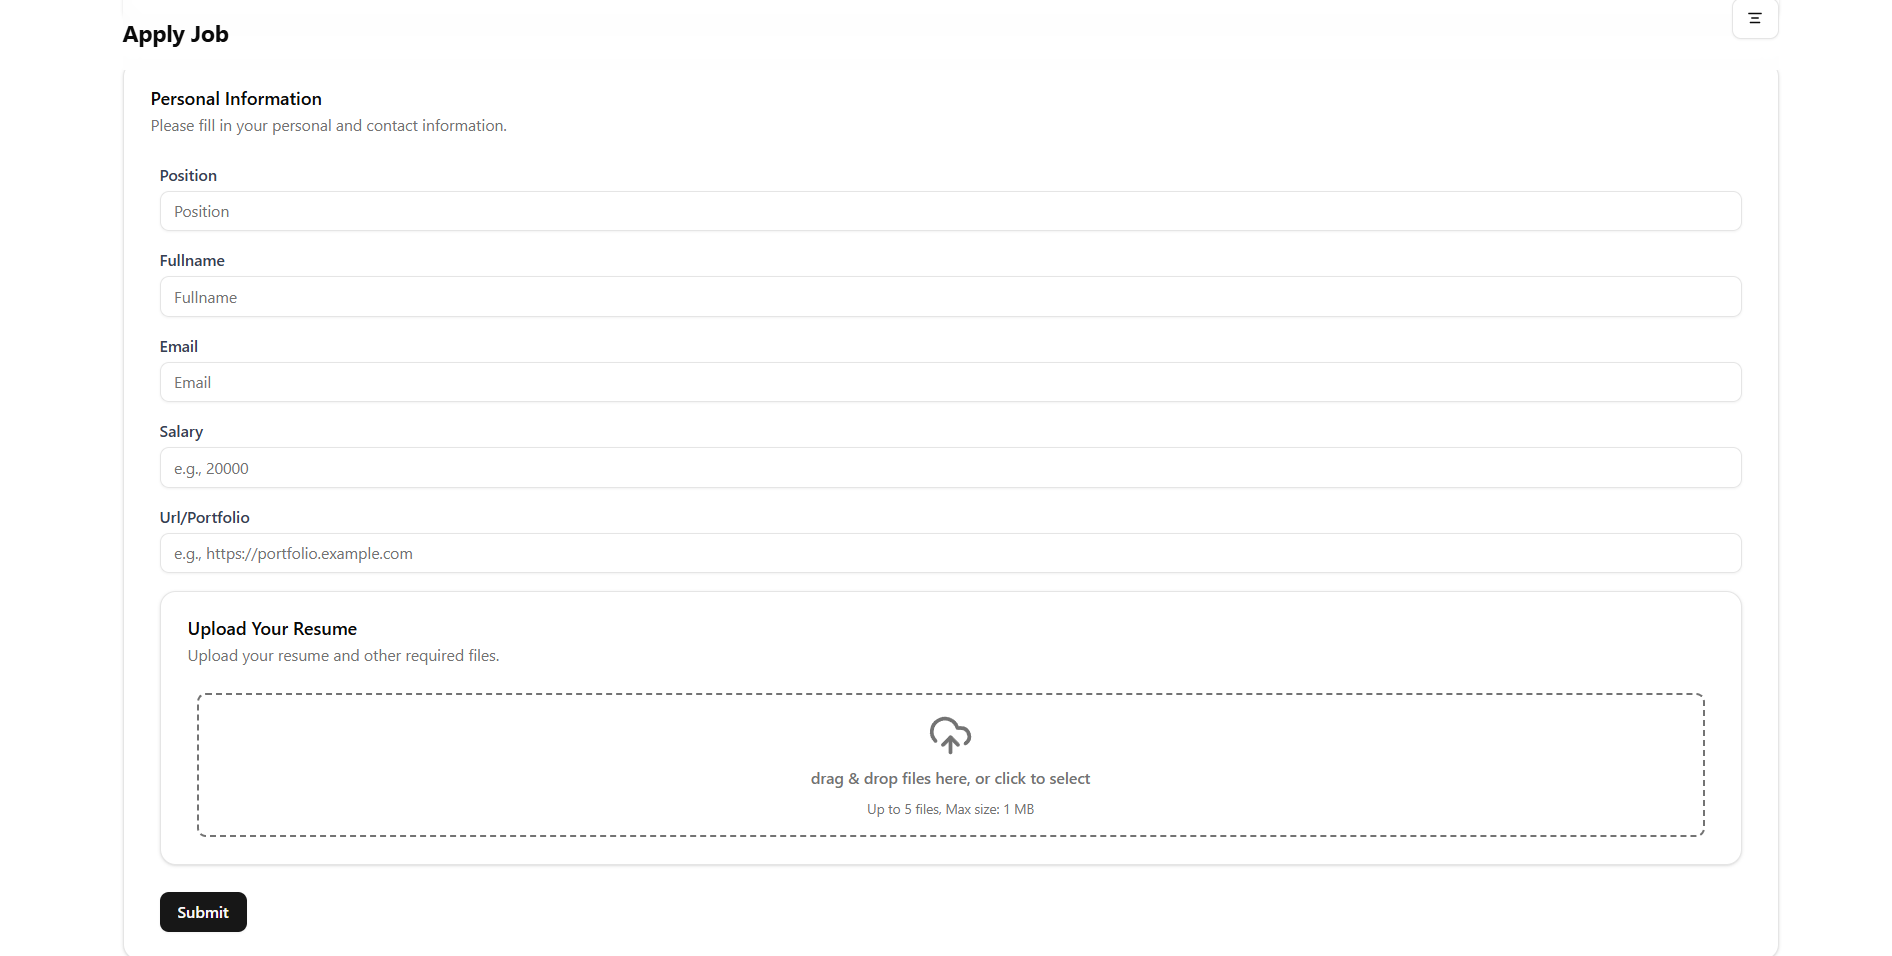 Apply Job
Personal Information
Please fill in your personal and contact information.
Position
Position
Fullname
Fullname
Email
Email
Salary
e.g., 20000
Url/Portfolio
e.g., https://portfolio.example.com
Upload Your Resume
Upload your resume and other required files.
drag & drop files here, or click to select
Up to 5 files, Max size: 1 MB
Submit